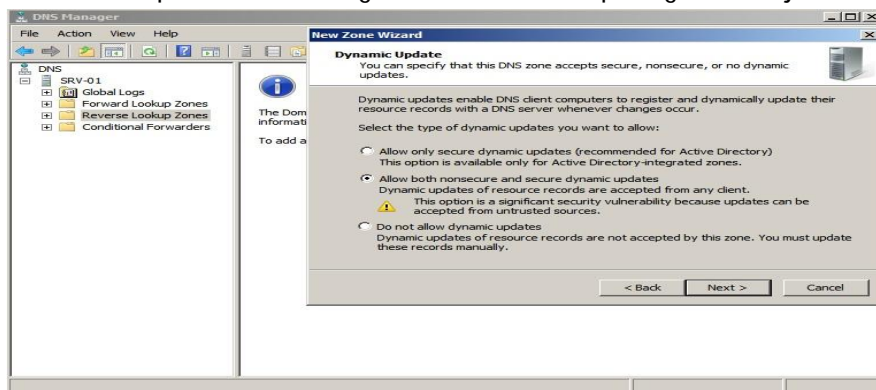 DNS Manager
File Action View Help
DNS
SRV-01
Global Logs
Forward Lookup Zones
Reverse Lookup Zones
Conditional Forwarders
The Dom
informati
To add a
New Zone Wizard
Dynamic Update
You can specify that this DNS zone accepts secure, nonsecure, or no dynamic
updates.
Dynamic updates enable DNS client computers to register and dynamically update their
resource records with a DNS server whenever changes occur.
Select the type of dynamic updates you want to allow:
Allow only secure dynamic updates (recommended for Active Directory)
This option is available only for Active Directory-integrated zones.
Allow both nonsecure and secure dynamic updates
Dynamic updates of resource records are accepted from any client.
This option is a significant security vulnerability because updates can be
accepted from untrusted sources.
Do not allow dynamic updates
Dynamic updates of resource records are not accepted by this zone. You must update
these records manually.
< Back Next > Cancel